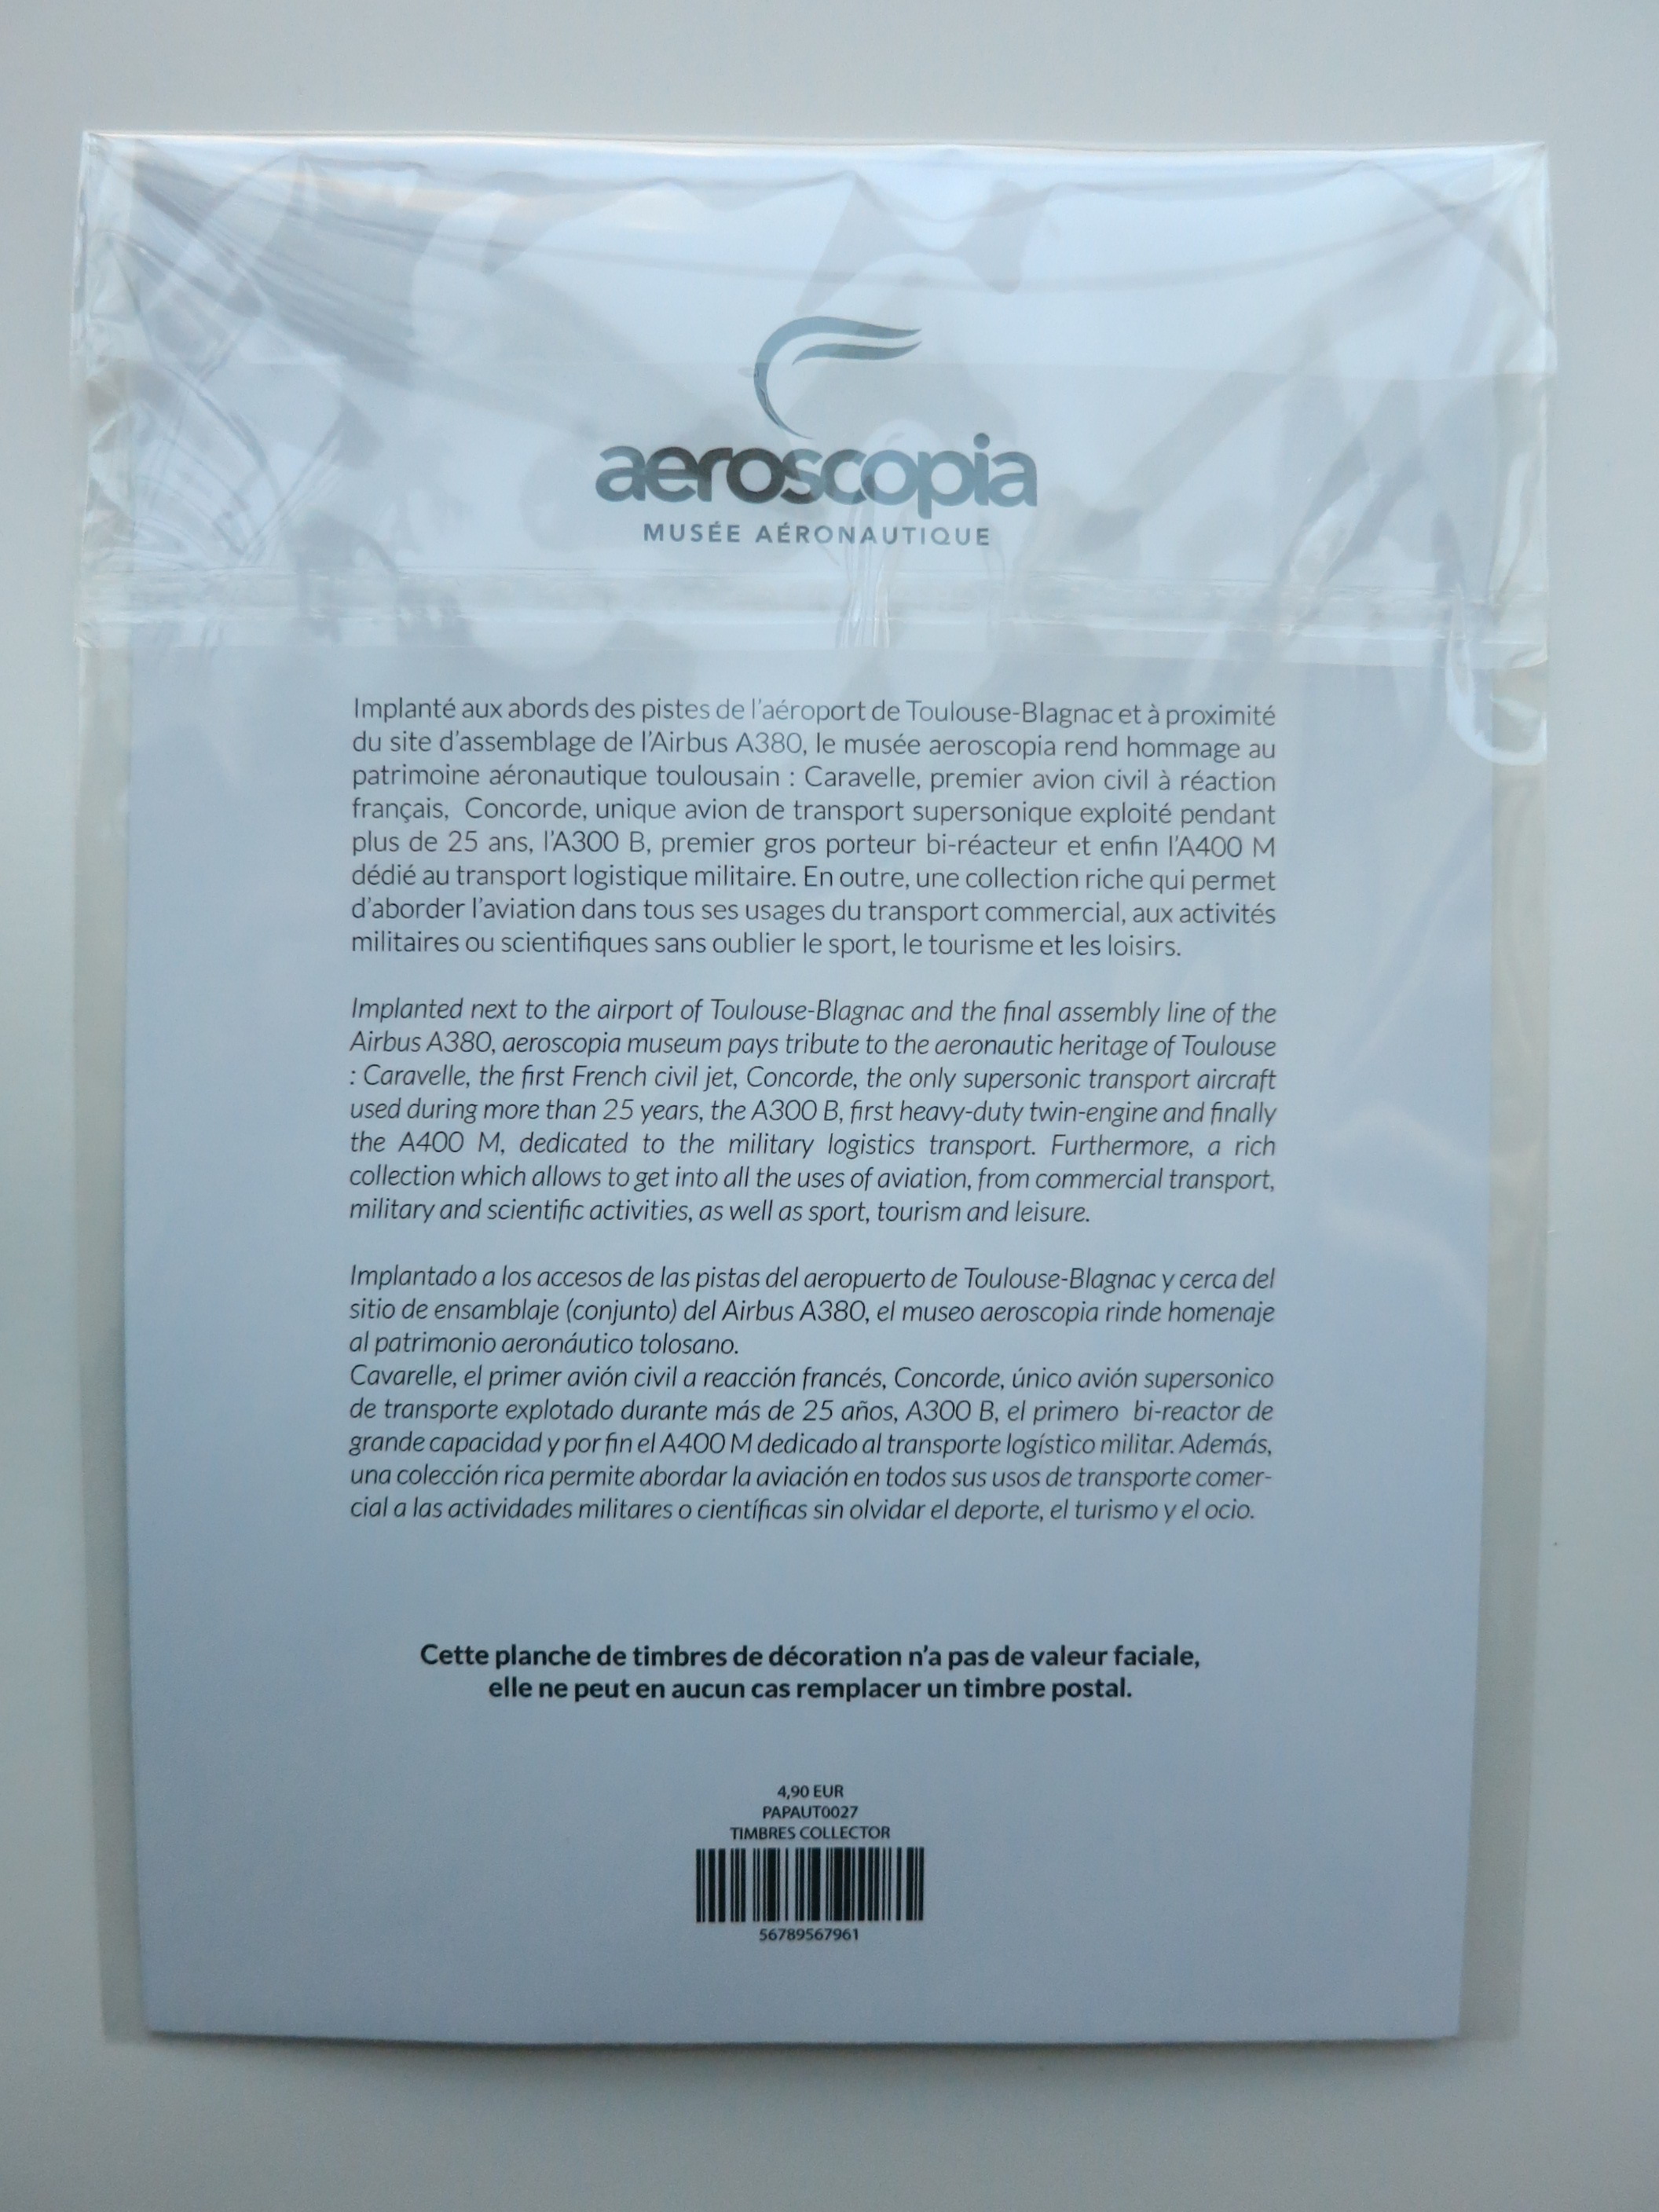 aeroscopia
MUSÉE AÉRONAUTIQUE
Implanté aux abords des pistes de l'aéroport de Toulouse-Blagnac et à proximité
du site d'assemblage de l'Airbus A380, le musée aeroscopia rend hommage au
patrimoine aéronautique toulousain : Caravelle, premier avion civil à réaction
français, Concorde, unique avion de transport supersonique exploité pendant
plus de 25 ans, l'A300 B, premier gros porteur bi-réacteur et enfin l'A400 M
dédié au transport logistique militaire. En outre, une collection riche qui permet
d'aborder l'aviation dans tous ses usages du transport commercial, aux activités
militaires ou scientifiques sans oublier le sport, le tourisme et les loisirs.
Implanted next to the airport of Toulouse-Blagnac and the final assembly line of the
Airbus A380, aeroscopia museum pays tribute to the aeronautic heritage of Toulouse
: Caravelle, the first French civil jet, Concorde, the only supersonic transport aircraft
used during more than 25 years, the A300 B, first heavy-duty twin-engine and finally
the A400 M, dedicated to the military logistics transport. Furthermore, a rich
collection which allows to get into all the uses of aviation, from commercial transport,
military and scientific activities, as well as sport, tourism and leisure.
Implantado a los accesos de las pistas del aeropuerto de Toulouse-Blagnac y cerca del
sitio de ensamblaje (conjunto) del Airbus A380, el museo aeroscopia rinde homenaje
al patrimonio aeronáutico tolosano.
Cavarelle, el primer avión civil a reacción francés, Concorde, único avión supersonico
de transporte explotado durante más de 25 años, A300 B, el primero bi-reactor de
grande capacidad y por fin el A400 M dedicado al transporte logístico militar. Además,
una colección rica permite abordar la aviación en todos sus usos de transporte comer-
cial a las actividades militares o científicas sin olvidar el deporte, el turismo y el ocio.
Cette planche de timbres de décoration n'a pas de valeur faciale,
elle ne peut en aucun cas remplacer un timbre postal.
4,90 EUR
PAPAUT0027
TIMBRES COLLECTOR
56789567961